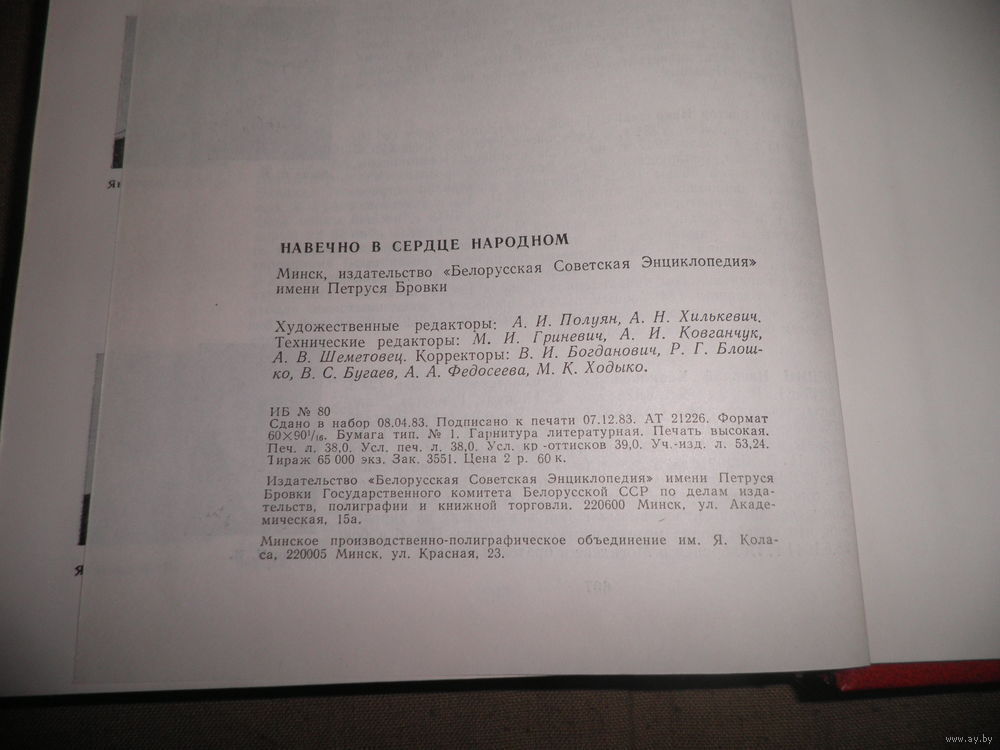 НАВЕЧНО В СЕРДЦЕ НАРОДНОМ
Минск, издательство «Белорусская Советская Энциклопедия»
имени Петруся Бровки
Художественные редакторы: А. И. Полуян, А. Н. Хилькевич.
Технические редакторы: М. И. Гриневич, А. И. Ковганчук,
А. В. Шеметовец. Корректоры: В. И. Богданович, Р. Г. Блош-
ко, В. С. Бугаев, А. А. Федосеева, М. К. Ходыко.
ИБ № 80
Сдано в набор 08.04.83. Подписано к печати 07.12.83. АТ 21226. Формат
60×90¹/₁₆. Бумага тип. № 1. Гарнитура литературная. Печать высокая.
Печ. л. 38,0. Усл. печ. л. 38,0. Усл. кр-оттисков 39,0. Уч.-изд. л. 53,24.
Тираж 65 000 экз. Зак. 3551. Цена 2 р. 60 к.
Издательство «Белорусская Советская Энциклопедия» имени Петруся
Бровки Государственного комитета Белорусской ССР по делам изда-
тельств, полиграфии и книжной торговли. 220600 Минск, ул. Акаде-
мическая, 15а.
Минское производственно-полиграфическое объединение им. Я. Кола-
са, 220005 Минск, ул. Красная, 23.
www.ay.by